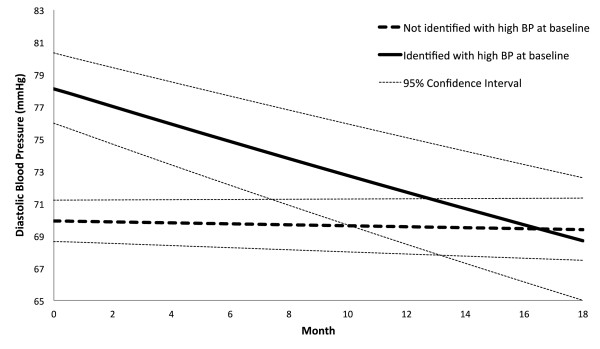 83
81
79
77
75
73
71
69
67
65
Diastolic Blood Pressure (mmHg)
Not identified with high BP at baseline
Identified with high BP at baseline
95% Confidence Interval
0 2 4 6 8 10 12 14 16 18
Month